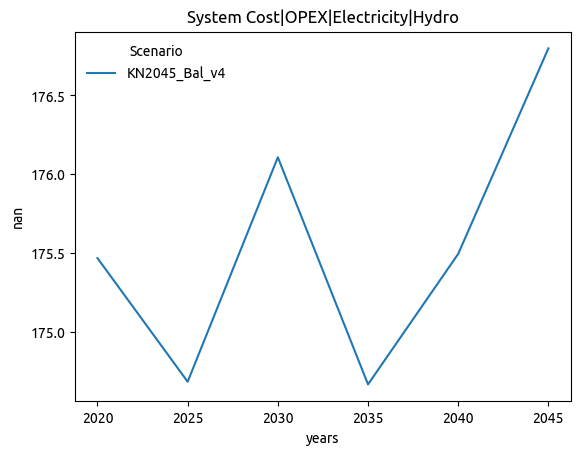 System Cost|OPEX|Electricity|Hydro
Scenario
KN2045_Bal_v4
176.5
176.0
175.5
175.0
nan
2020 2025 2030 2035 2040 2045
years